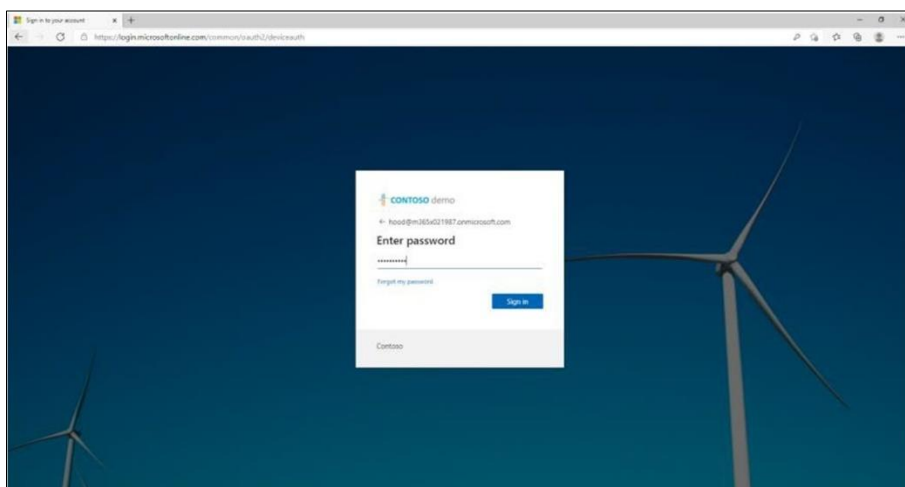 Sign in to your account
https://login.microsoftonline.com/common/oauth2/deviceauth
CONTOSO demo
← hood@m365x021987.onmicrosoft.com
Enter password
••••••••••
Forgot my password
Sign in
Contoso